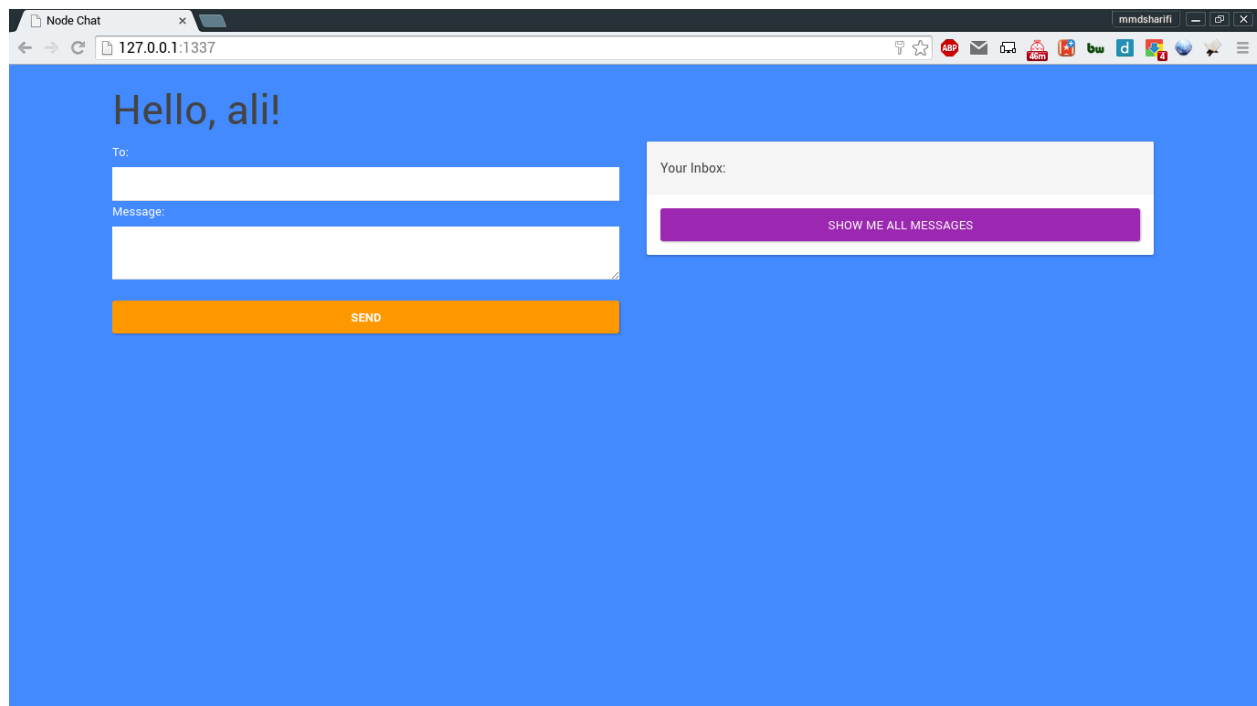 Node Chat
mmdsharifi
127.0.0.1:1337
ABP
46m
bw
d
4
Hello, ali!
To:
Message:
SEND
Your Inbox:
SHOW ME ALL MESSAGES